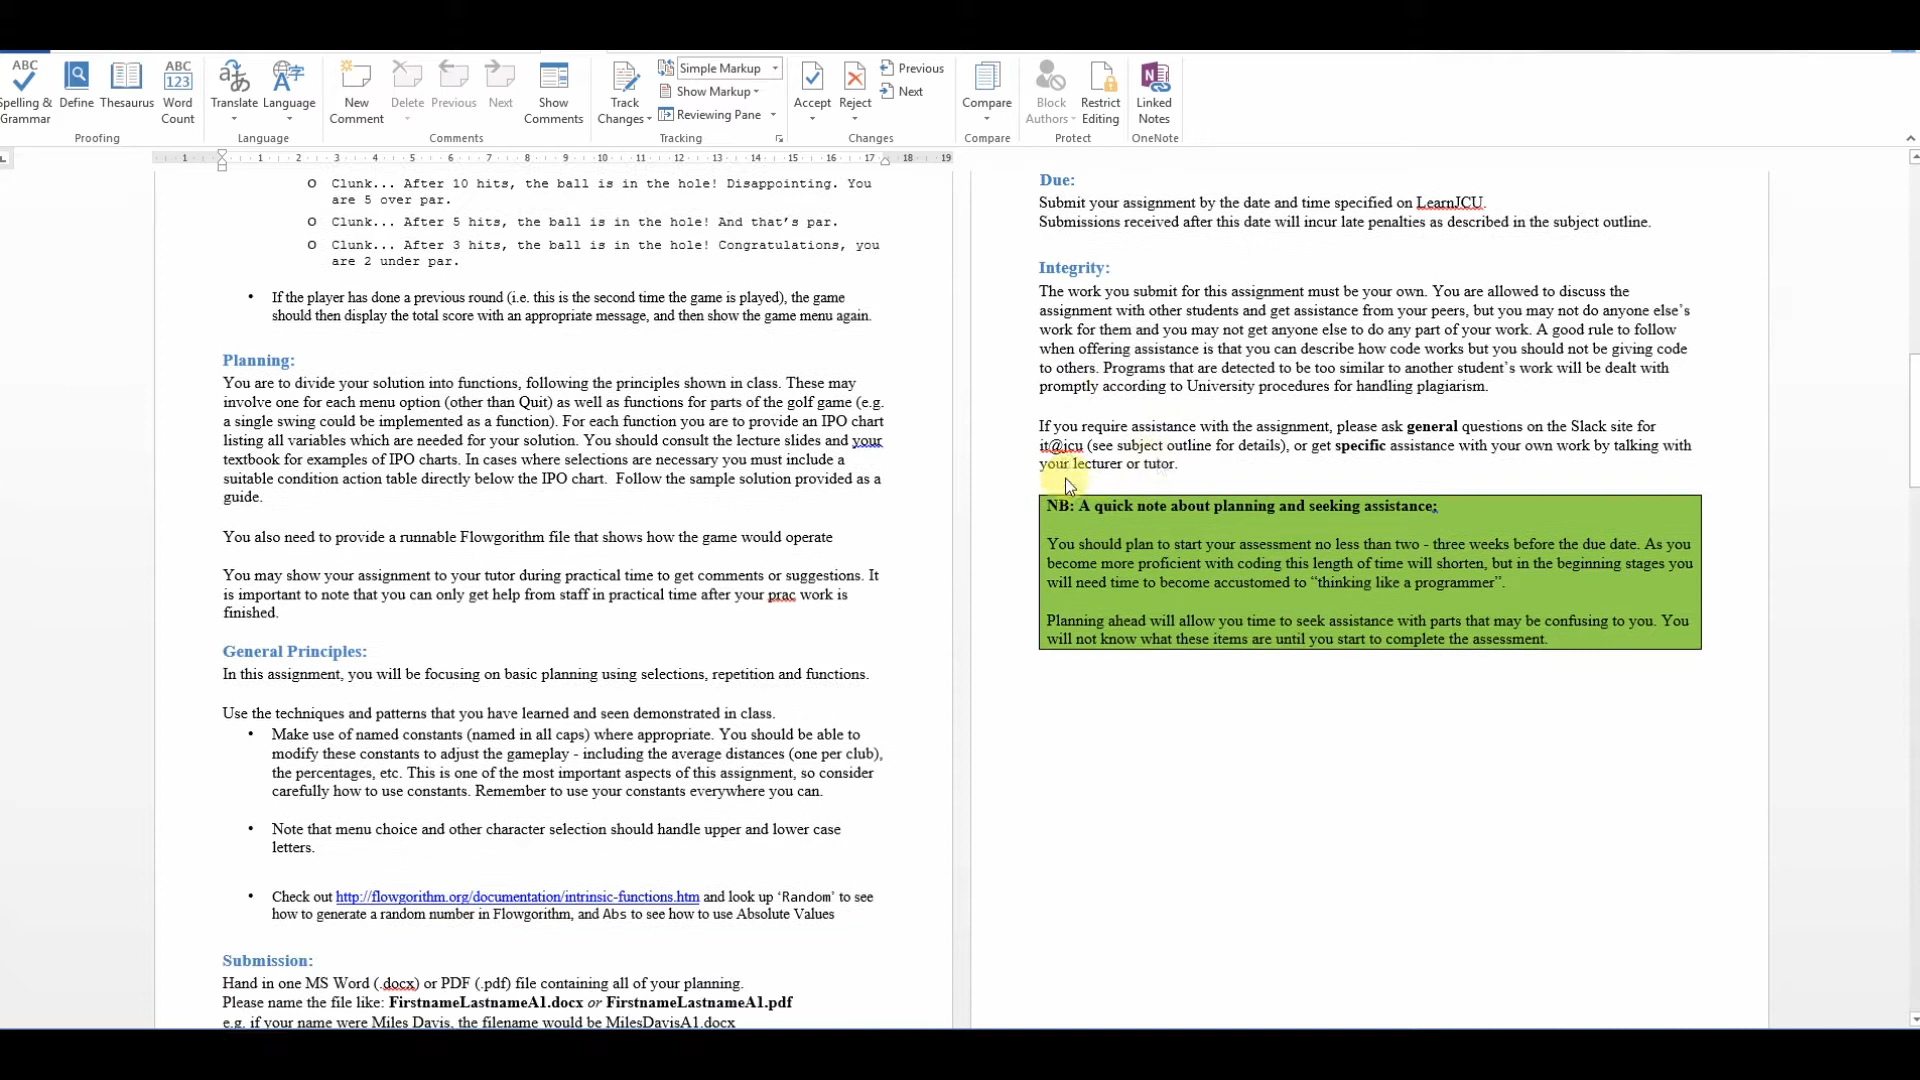 ABC
Spelling &
Grammar
Define
Thesaurus
ABC
123
Word
Count
Proofing
Translate
Language
Language
New
Comment
Delete
Previous
Next
Show
Comments
Comments
Track
Changes
Simple Markup
Show Markup
Reviewing Pane
Tracking
Accept
Reject
Previous
Next
Changes
Compare
Compare
Block
Authors
Restrict
Editing
Protect
Linked
Notes
OneNote
1 1 2 3 4 5 6 7 8 9 10 11 12 13 14 15 16 17 18 19
o Clunk... After 10 hits, the ball is in the hole! Disappointing. You
are 5 over par.
o Clunk... After 5 hits, the ball is in the hole! And that’s par.
o Clunk... After 3 hits, the ball is in the hole! Congratulations, you
are 2 under par.
• If the player has done a previous round (i.e. this is the second time the game is played), the game
should then display the total score with an appropriate message, and then show the game menu again.
Planning:
You are to divide your solution into functions, following the principles shown in class. These may
involve one for each menu option (other than Quit) as well as functions for parts of the golf game (e.g.
a single swing could be implemented as a function). For each function you are to provide an IPO chart
listing all variables which are needed for your solution. You should consult the lecture slides and your
textbook for examples of IPO charts. In cases where selections are necessary you must include a
suitable condition action table directly below the IPO chart. Follow the sample solution provided as a
guide.
You also need to provide a runnable Flowgorithm file that shows how the game would operate
You may show your assignment to your tutor during practical time to get comments or suggestions. It
is important to note that you can only get help from staff in practical time after your prac work is
finished.
General Principles:
In this assignment, you will be focusing on basic planning using selections, repetition and functions.
Use the techniques and patterns that you have learned and seen demonstrated in class.
• Make use of named constants (named in all caps) where appropriate. You should be able to
modify these constants to adjust the gameplay - including the average distances (one per club),
the percentages, etc. This is one of the most important aspects of this assignment, so consider
carefully how to use constants. Remember to use your constants everywhere you can.
• Note that menu choice and other character selection should handle upper and lower case
letters.
• Check out http://flowgorithm.org/documentation/intrinsic-functions.htm and look up ‘Random’ to see
how to generate a random number in Flowgorithm, and Abs to see how to use Absolute Values
Submission:
Hand in one MS Word (.docx) or PDF (.pdf) file containing all of your planning.
Please name the file like: FirstnameLastnameA1.docx or FirstnameLastnameA1.pdf
e.g. if your name were Miles Davis, the filename would be MilesDavisA1.docx
Due:
Submit your assignment by the date and time specified on LearnJCU.
Submissions received after this date will incur late penalties as described in the subject outline.
Integrity:
The work you submit for this assignment must be your own. You are allowed to discuss the
assignment with other students and get assistance from your peers, but you may not do anyone else’s
work for them and you may not get anyone else to do any part of your work. A good rule to follow
when offering assistance is that you can describe how code works but you should not be giving code
to others. Programs that are detected to be too similar to another student’s work will be dealt with
promptly according to University procedures for handling plagiarism.
If you require assistance with the assignment, please ask general questions on the Slack site for
it@jcu (see subject outline for details), or get specific assistance with your own work by talking with
your lecturer or tutor.
NB: A quick note about planning and seeking assistance:
You should plan to start your assessment no less than two - three weeks before the due date. As you
become more proficient with coding this length of time will shorten, but in the beginning stages you
will need time to become accustomed to “thinking like a programmer”.
Planning ahead will allow you time to seek assistance with parts that may be confusing to you. You
will not know what these items are until you start to complete the assessment.